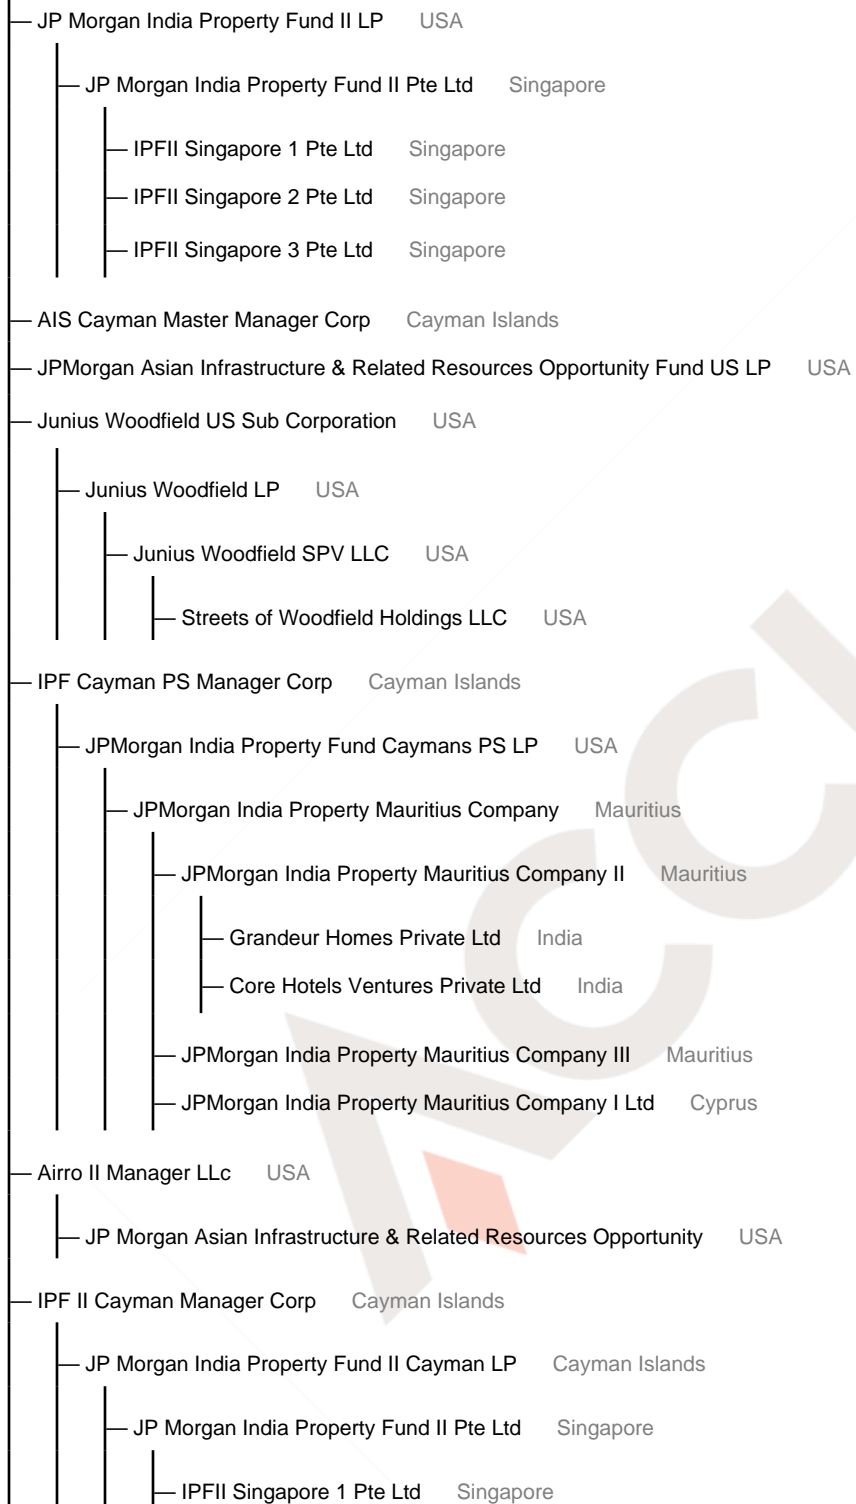 JP Morgan India Property Fund II LP USA
JP Morgan India Property Fund II Pte Ltd Singapore
IPFII Singapore 1 Pte Ltd Singapore
IPFII Singapore 2 Pte Ltd Singapore
IPFII Singapore 3 Pte Ltd Singapore
AIS Cayman Master Manager Corp Cayman Islands
JPMorgan Asian Infrastructure & Related Resources Opportunity Fund US LP USA
Junius Woodfield US Sub Corporation USA
Junius Woodfield LP USA
Junius Woodfield SPV LLC USA
Streets of Woodfield Holdings LLC USA
IPF Cayman PS Manager Corp Cayman Islands
JPMorgan India Property Fund Caymans PS LP USA
JPMorgan India Property Mauritius Company Mauritius
JPMorgan India Property Mauritius Company II Mauritius
Grandeur Homes Private Ltd India
Core Hotels Ventures Private Ltd India
JPMorgan India Property Mauritius Company III Mauritius
JPMorgan India Property Mauritius Company I Ltd Cyprus
Airro II Manager LLc USA
JP Morgan Asian Infrastructure & Related Resources Opportunity USA
IPF II Cayman Manager Corp Cayman Islands
JP Morgan India Property Fund II Cayman LP Cayman Islands
JP Morgan India Property Fund II Pte Ltd Singapore
IPFII Singapore 1 Pte Ltd Singapore